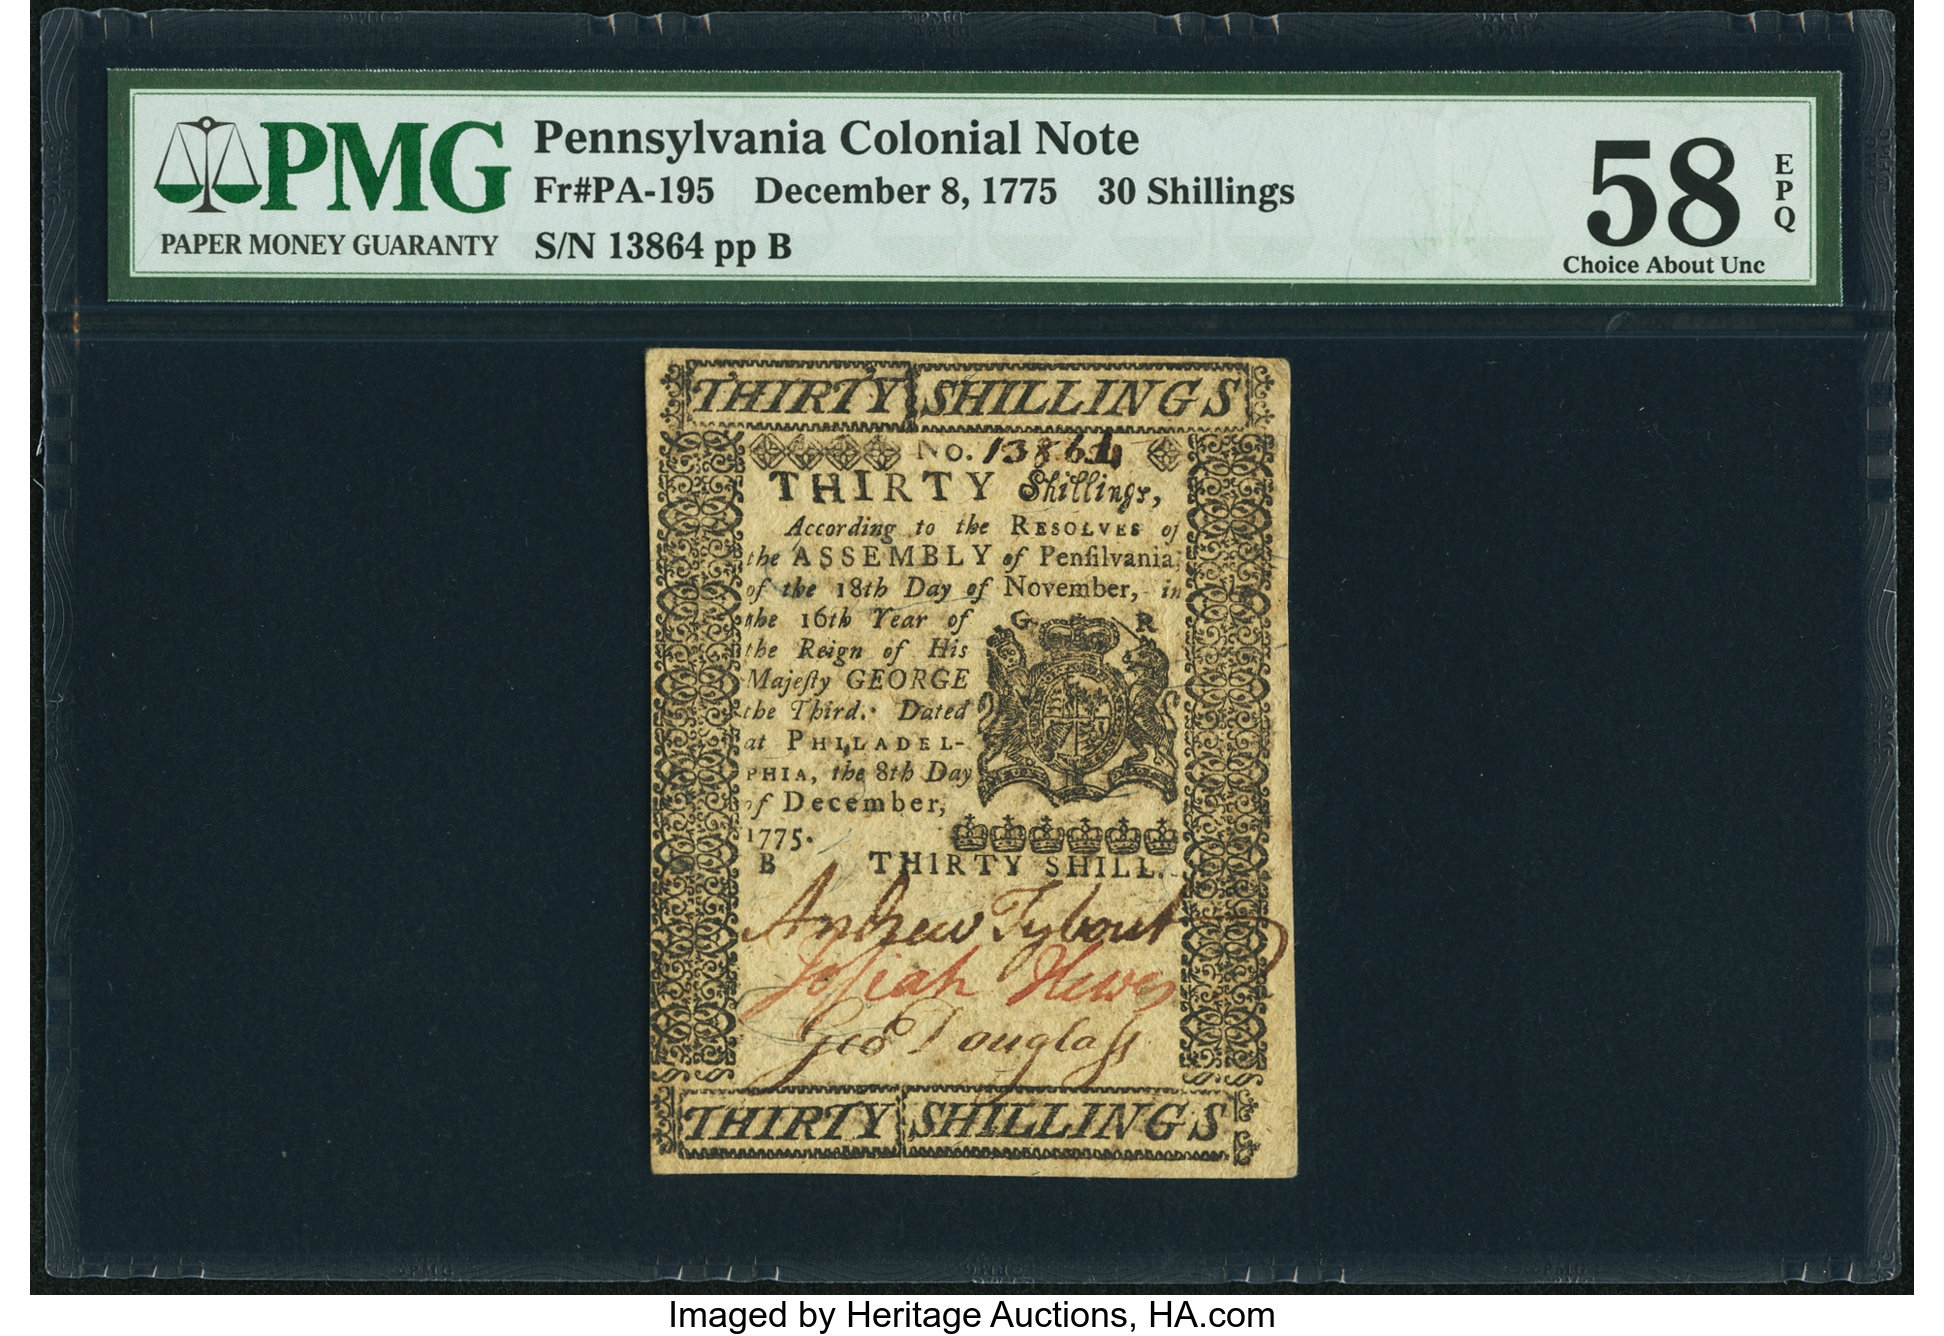 PMG
PAPER MONEY GUARANTY
Pennsylvania Colonial Note
Fr#PA-195 December 8, 1775 30 Shillings
S/N 13864 pp B
58
EPQ
Choice About Unc
THIRTY SHILLINGS
No. 13864
THIRTY Shillings,
According to the RESOLVES of
the ASSEMBLY of Penſilvania,
of the 18th Day of November, in
the 16th Year of
the Reign of His
Majeſty GEORGE
the Third. Dated
at PHILADEL-
PHIA, the 8th Day
of December,
1775.
G R
B THIRTY SHILL.
Andrew Tybout
Joſiah Hewes
Geo Douglaſs
THIRTY SHILLINGS
Imaged by Heritage Auctions, HA.com